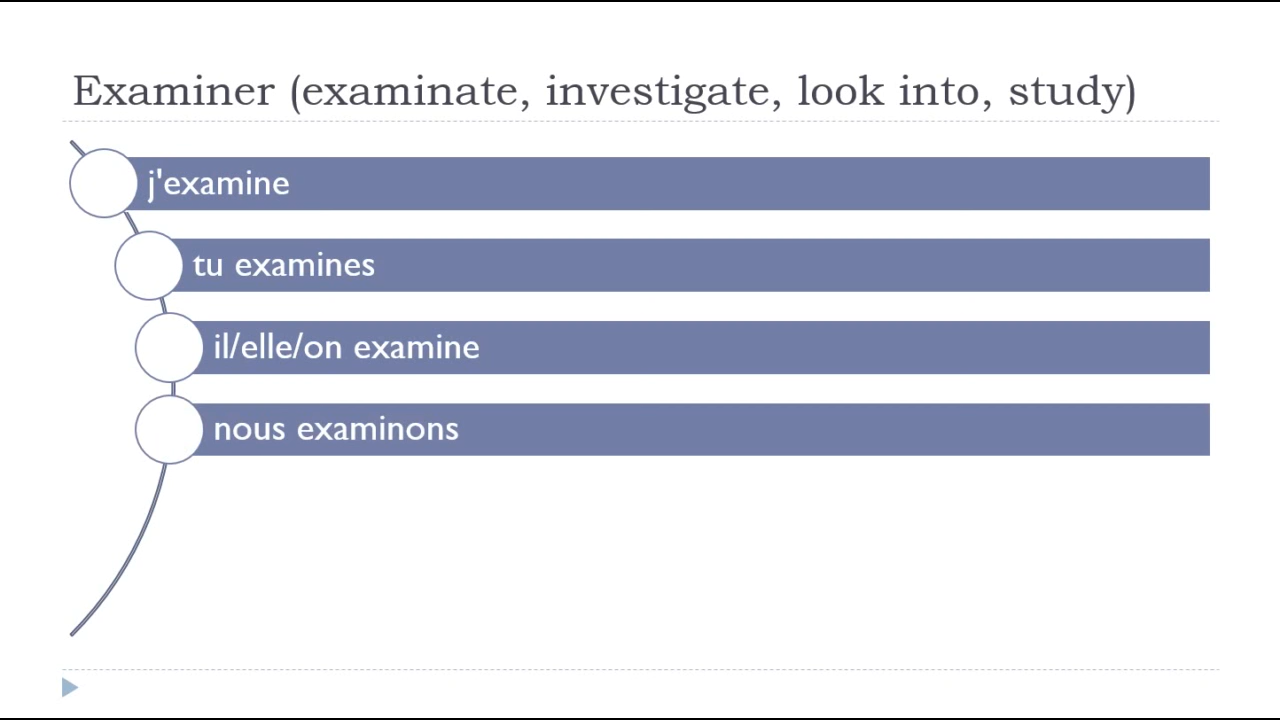 Examiner (examinate, investigate, look into, study)
j'examine
tu examines
il/elle/on examine
nous examinons